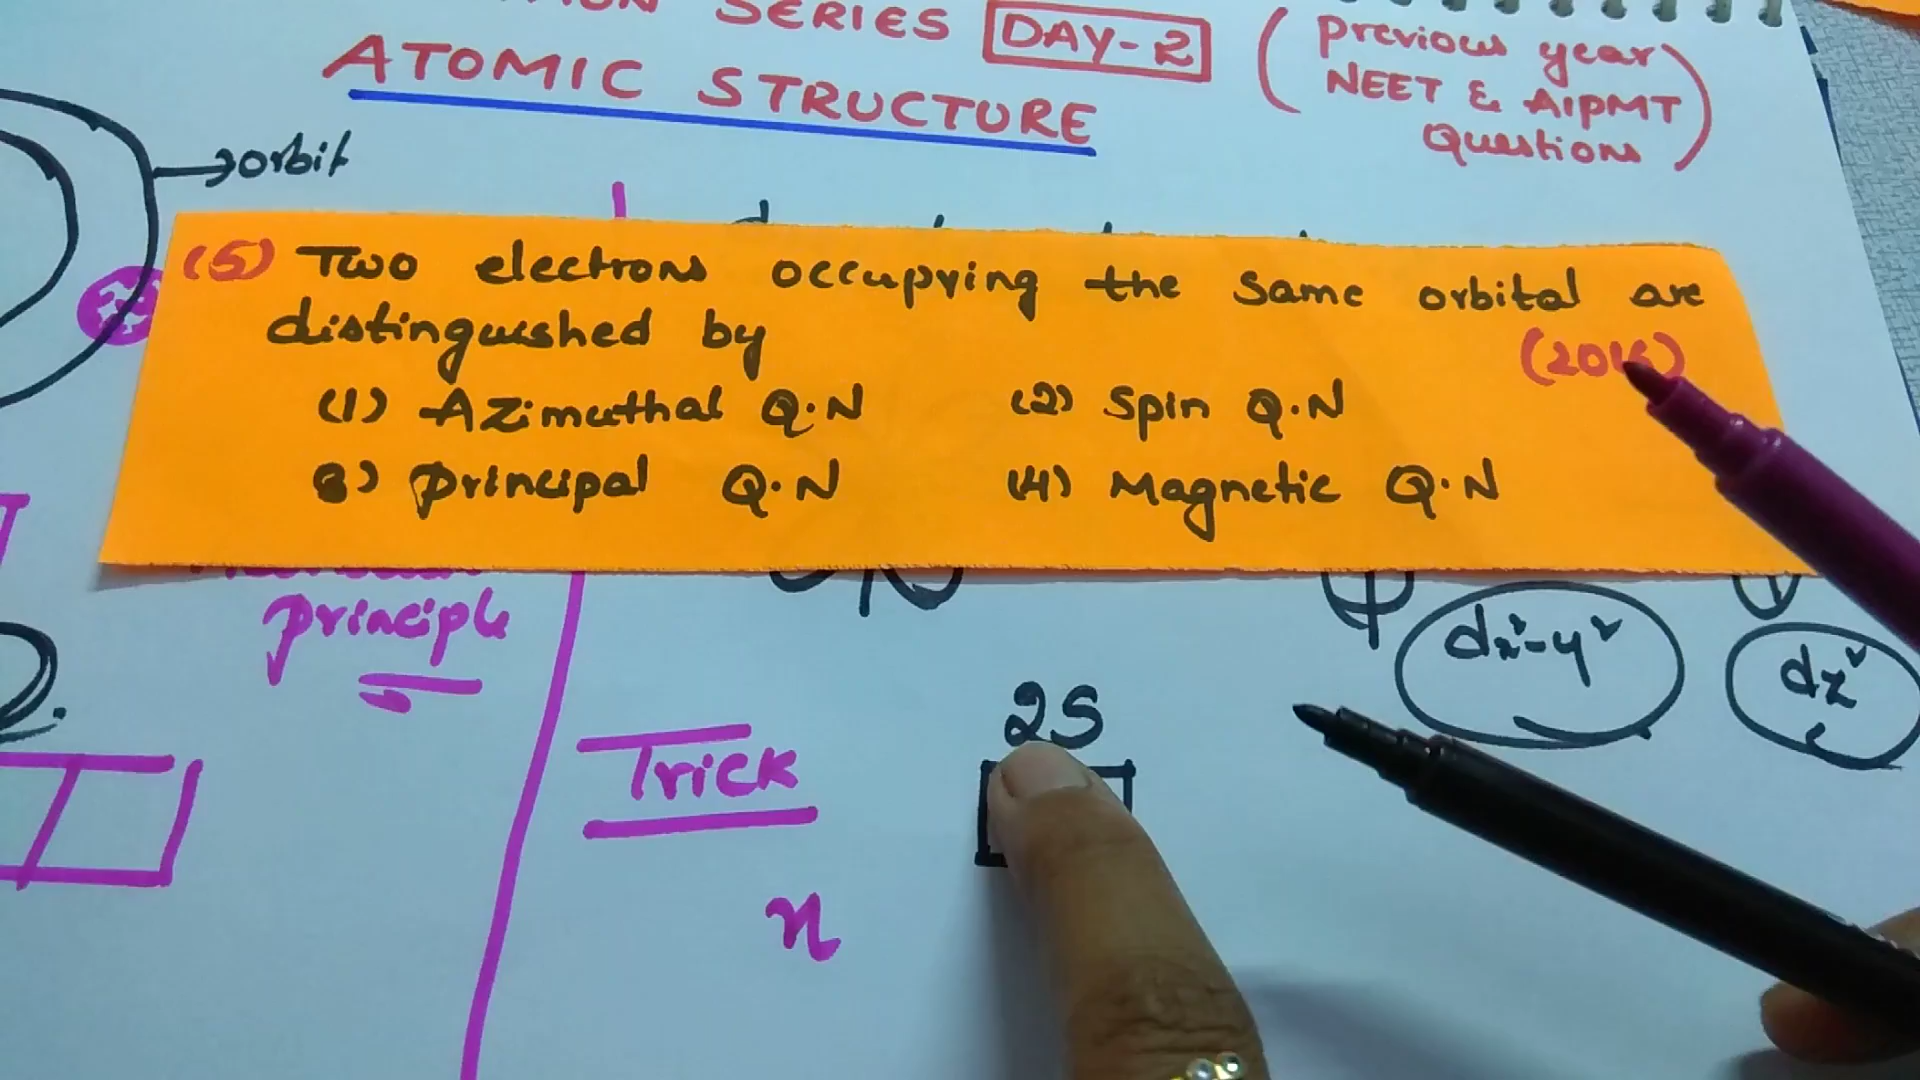 SERIES DAY-2
(Previous year
NEET & AIPMT
Questions)
ATOMIC STRUCTURE
orbit
(5) Two electrons occupying the same orbital are
distinguished by
(1) Azimuthal Q.N (2) Spin Q.N
3) Principal Q.N (4) Magnetic Q.N
principle
dx²-y²
dz²
2S
Trick
n